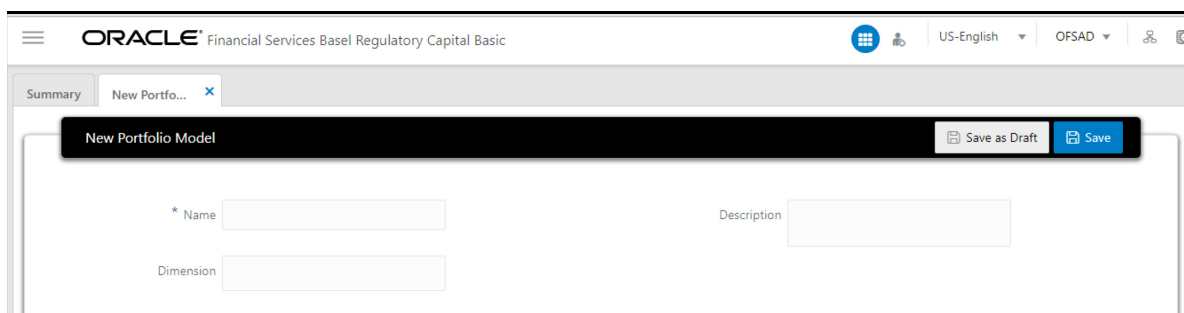 ORACLE® Financial Services Basel Regulatory Capital Basic US-English OFSAD
Summary New Portfo... ×
New Portfolio Model Save as Draft Save
* Name Description
Dimension